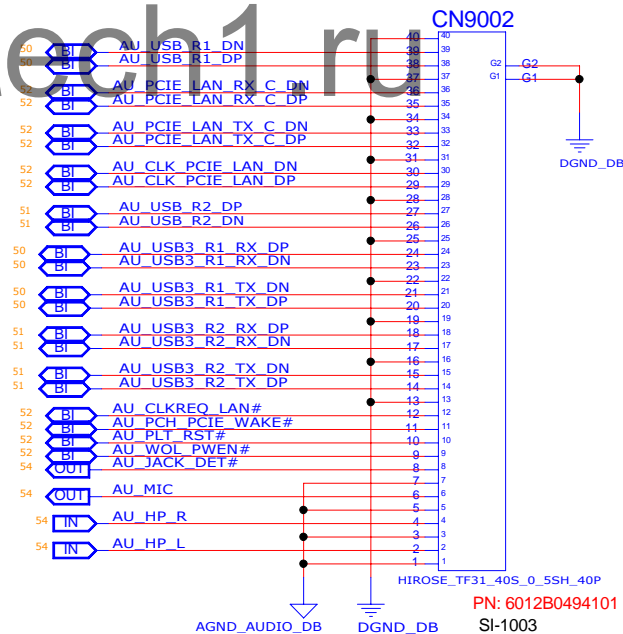 CN9002
ech1.ru
40 40
50 BI AU_USB_R1_DN 39 39
50 BI AU_USB_R1_DP 38 38
37 37
52 BI AU_PCIE_LAN_RX_C_DN 36 36
52 BI AU_PCIE_LAN_RX_C_DP 35 35
34 34
52 BI AU_PCIE_LAN_TX_C_DN 33 33
52 BI AU_PCIE_LAN_TX_C_DP 32 32
31 31
52 BI AU_CLK_PCIE_LAN_DN 30 30
52 BI AU_CLK_PCIE_LAN_DP 29 29
28 28
51 BI AU_USB_R2_DP 27 27
51 BI AU_USB_R2_DN 26 26
25 25
50 BI AU_USB3_R1_RX_DP 24 24
50 BI AU_USB3_R1_RX_DN 23 23
22 22
50 BI AU_USB3_R1_TX_DN 21 21
50 BI AU_USB3_R1_TX_DP 20 20
19 19
51 BI AU_USB3_R2_RX_DP 18 18
51 BI AU_USB3_R2_RX_DN 17 17
16 16
51 BI AU_USB3_R2_TX_DN 15 15
51 BI AU_USB3_R2_TX_DP 14 14
13 13
52 BI AU_CLKREQ_LAN# 12 12
52 BI AU_PCH_PCIE_WAKE# 11 11
52 BI AU_PLT_RST# 10 10
52 BI AU_WOL_PWEN# 9 9
54 OUT AU_JACK_DET# 8 8
7 7
54 OUT AU_MIC 6 6
5 5
54 IN AU_HP_R 4 4
3 3
54 IN AU_HP_L 2 2
1 1
G2 G2
G1 G1
DGND_DB
HIROSE_TF31_40S_0_5SH_40P
PN: 6012B0494101
SI-1003
AGND_AUDIO_DB
DGND_DB